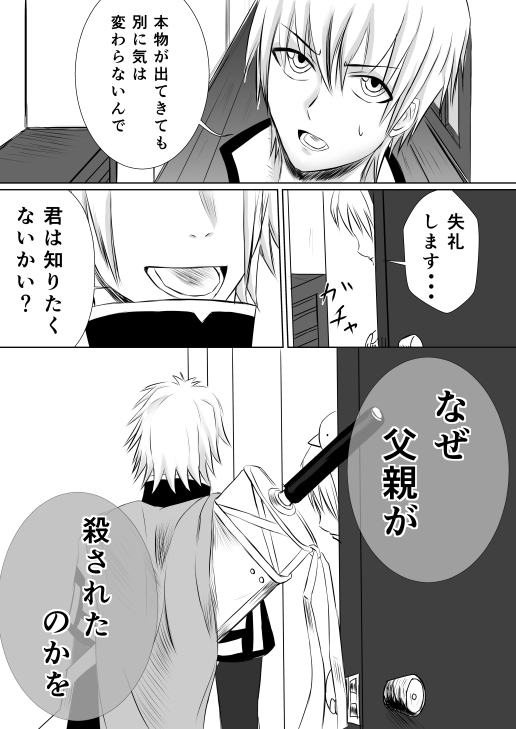 本物が出てきても
別に気は
変わらないんで
失礼
します・・・
ガチャ
君は知りたく
ないかい？
なぜ
父親が
殺された
のかを